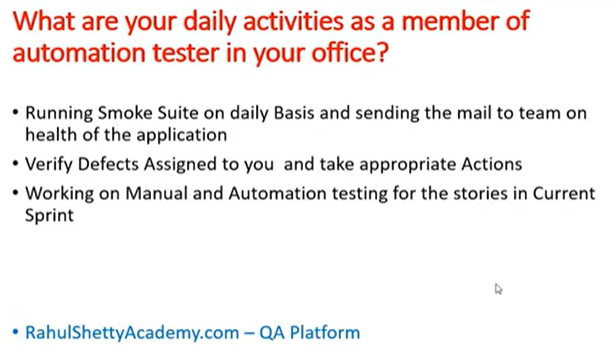 What are your daily activities as a member of
automation tester in your office?
• Running Smoke Suite on daily Basis and sending the mail to team on
health of the application
• Verify Defects Assigned to you and take appropriate Actions
• Working on Manual and Automation testing for the stories in Current
Sprint
• RahulShettyAcademy.com – QA Platform